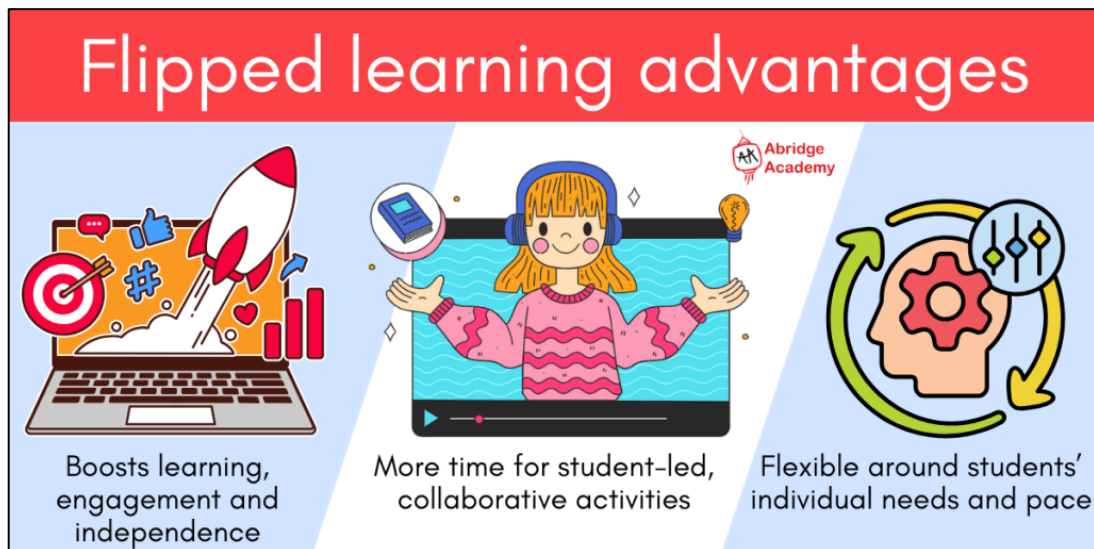 Flipped learning advantages
AK
Abridge
Academy
#
Boosts learning,
engagement and
independence
More time for student-led,
collaborative activities
Flexible around students'
individual needs and pace